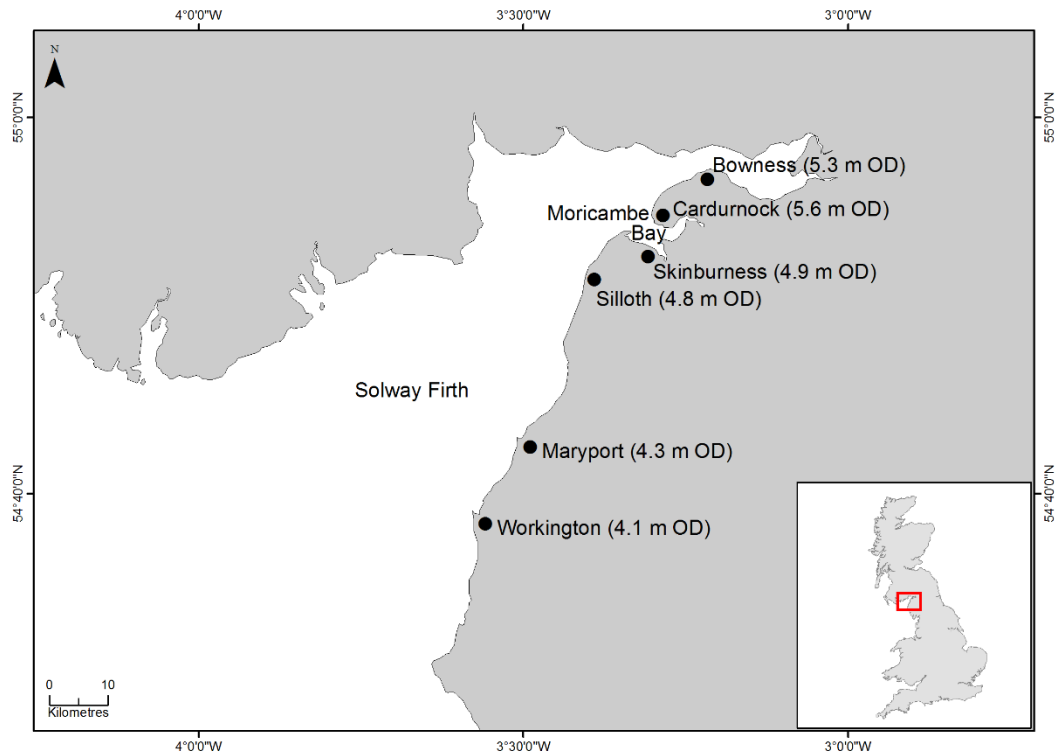 4°0'0"W
3°30'0"W
3°0'0"W
N
55°0'0"N
55°0'0"N
Bowness (5.3 m OD)
Moricambe
Cardurnock (5.6 m OD)
Bay
Skinburness (4.9 m OD)
Silloth (4.8 m OD)
Solway Firth
Maryport (4.3 m OD)
54°40'0"N
54°40'0"N
Workington (4.1 m OD)
0 10
Kilometres
4°0'0"W
3°30'0"W
3°0'0"W